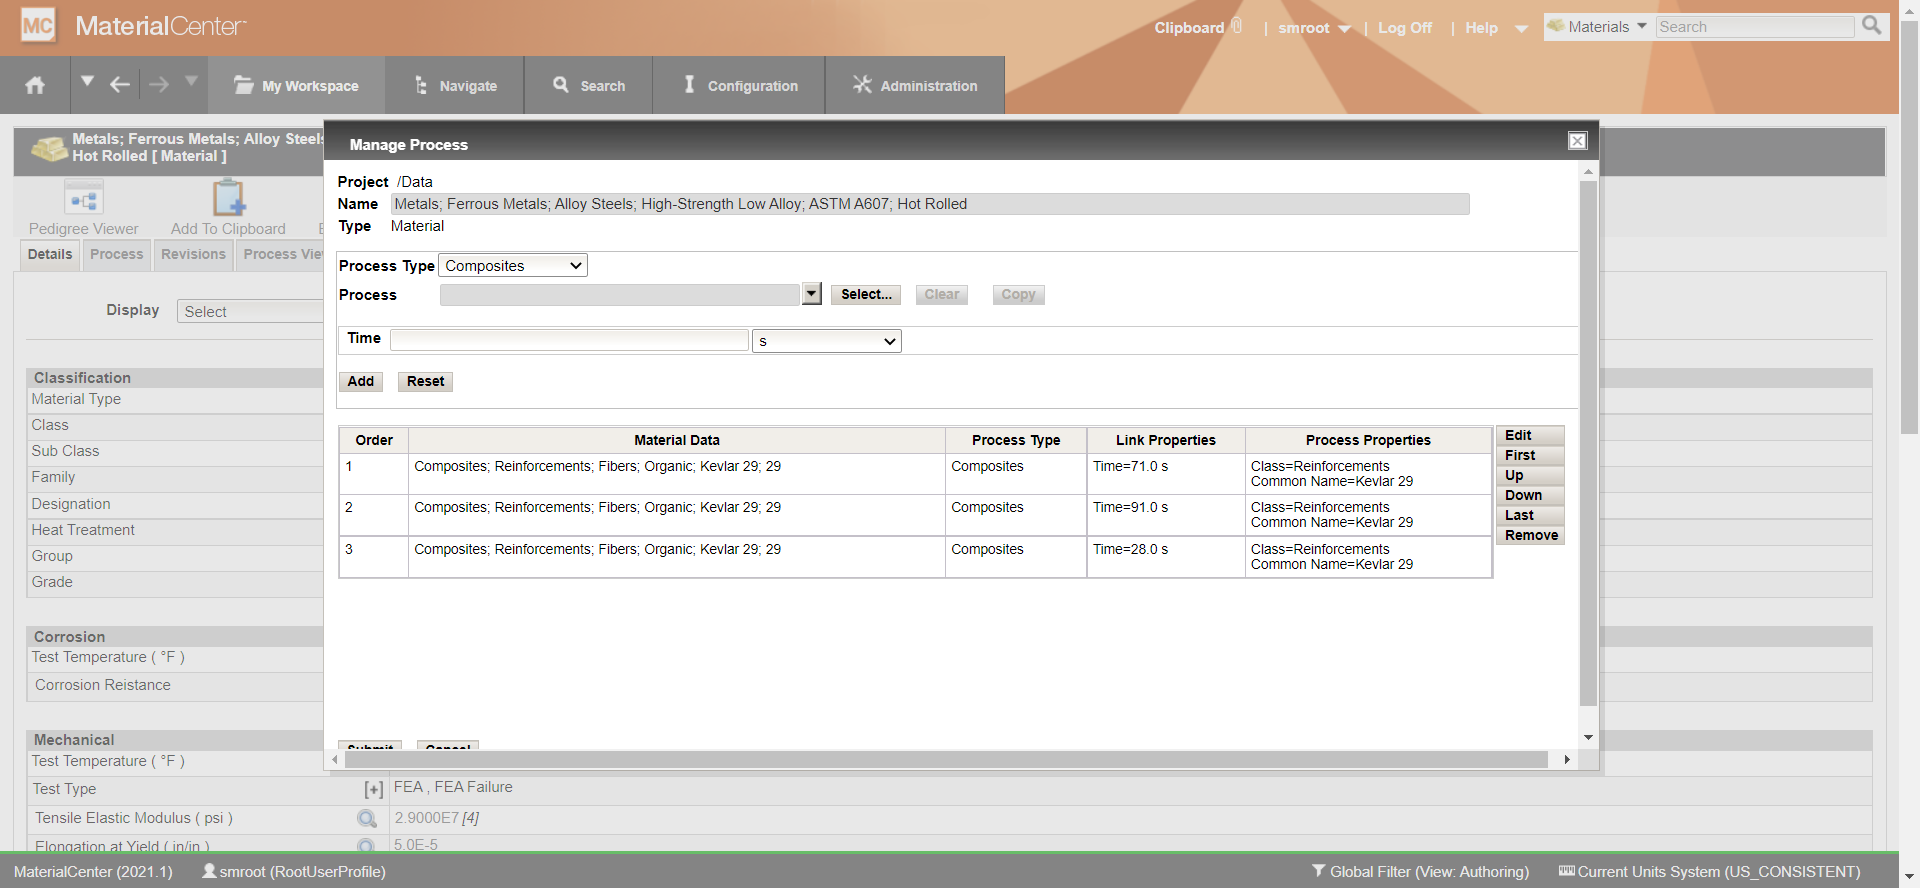 MC MaterialCenter
Clipboard | smroot | Log Off | Help
Materials Search
My Workspace Navigate Search Configuration Administration
Metals; Ferrous Metals; Alloy Steels
Hot Rolled [ Material ]
Pedigree Viewer Add To Clipboard
Details Process Revisions Process Vie
Display Select
Classification
Material Type
Class
Sub Class
Family
Designation
Heat Treatment
Group
Grade
Corrosion
Test Temperature ( °F )
Corrosion Reistance
Mechanical
Test Temperature ( °F )
Test Type [+] FEA , FEA Failure
Tensile Elastic Modulus ( psi ) 2.9000E7 [4]
Elongation at Yield ( in/in ) 5.0E-5
Manage Process
Project /Data
Name Metals; Ferrous Metals; Alloy Steels; High-Strength Low Alloy; ASTM A607; Hot Rolled
Type Material
Process Type Composites
Process Select... Clear Copy
Time s
Add Reset
Order Material Data Process Type Link Properties Process Properties
1 Composites; Reinforcements; Fibers; Organic; Kevlar 29; 29 Composites Time=71.0 s Class=Reinforcements
Common Name=Kevlar 29
2 Composites; Reinforcements; Fibers; Organic; Kevlar 29; 29 Composites Time=91.0 s Class=Reinforcements
Common Name=Kevlar 29
3 Composites; Reinforcements; Fibers; Organic; Kevlar 29; 29 Composites Time=28.0 s Class=Reinforcements
Common Name=Kevlar 29
Edit
First
Up
Down
Last
Remove
Submit Cancel
MaterialCenter (2021.1) smroot (RootUserProfile) Global Filter (View: Authoring) Current Units System (US_CONSISTENT)